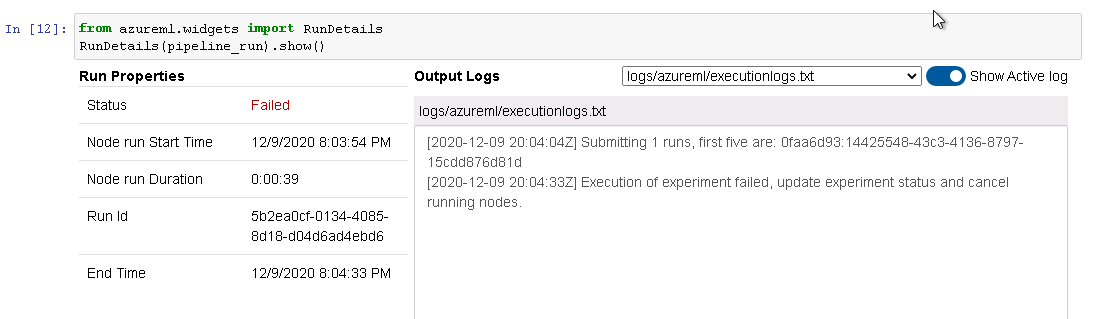 In [12]: from azureml.widgets import RunDetails
RunDetails(pipeline_run).show()
Run Properties
Status Failed
Node run Start Time 12/9/2020 8:03:54 PM
Node run Duration 0:00:39
Run Id 5b2ea0cf-0134-4085-
8d18-d04d6ad4ebd6
End Time 12/9/2020 8:04:33 PM
Output Logs logs/azureml/executionlogs.txt Show Active log
logs/azureml/executionlogs.txt
[2020-12-09 20:04:04Z] Submitting 1 runs, first five are: 0faa6d93:14425548-43c3-4136-8797-
15cdd876d81d
[2020-12-09 20:04:33Z] Execution of experiment failed, update experiment status and cancel
running nodes.